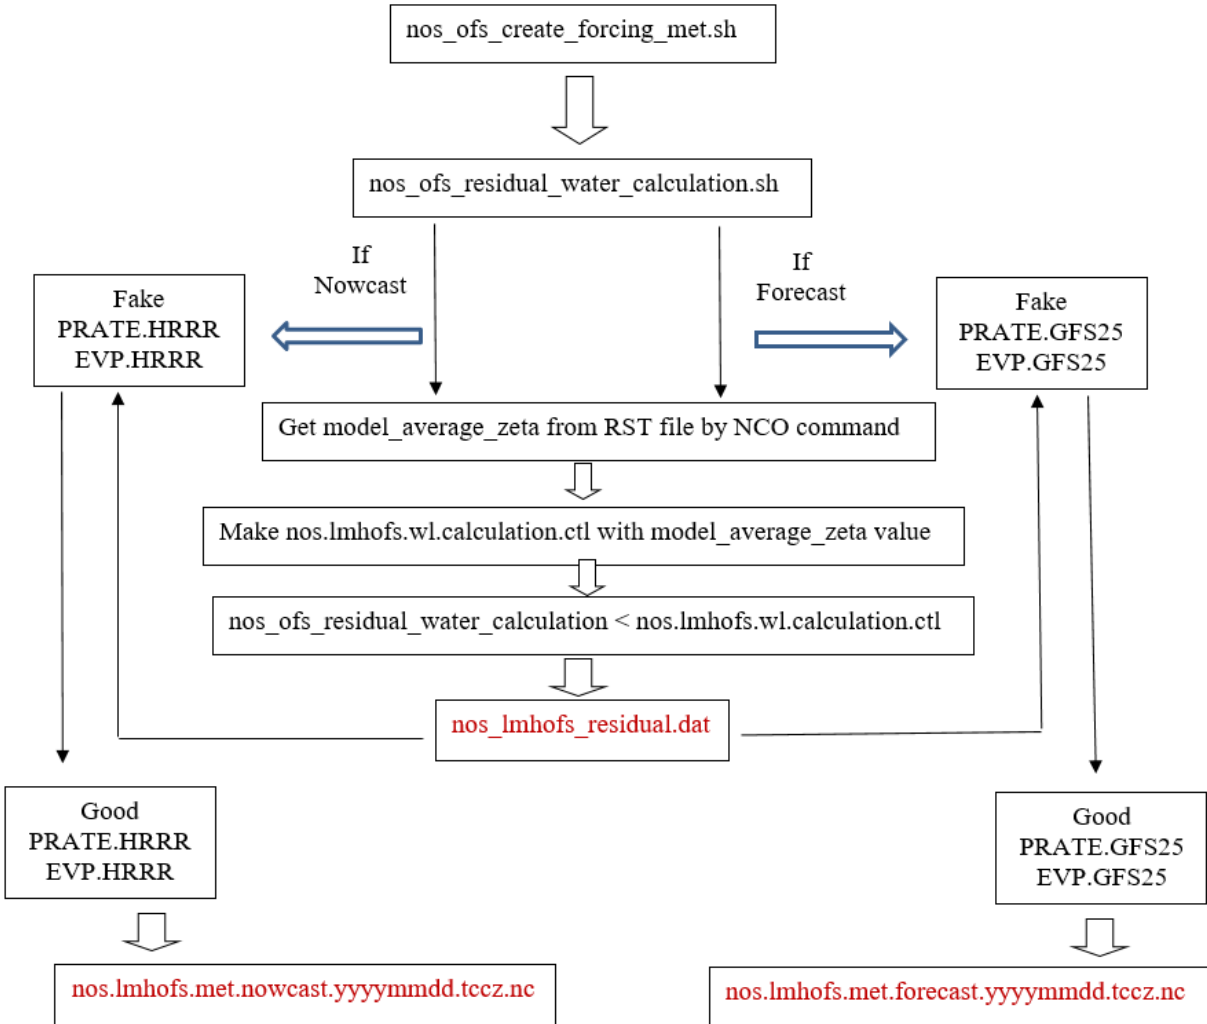 nos_ofs_create_forcing_met.sh
nos_ofs_residual_water_calculation.sh
If
Nowcast
If
Forecast
Fake
PRATE.HRRR
EVP.HRRR
Fake
PRATE.GFS25
EVP.GFS25
Get model_average_zeta from RST file by NCO command
Make nos.lmhofs.wl.calculation.ctl with model_average_zeta value
nos_ofs_residual_water_calculation < nos.lmhofs.wl.calculation.ctl
nos_lmhofs_residual.dat
Good
PRATE.HRRR
EVP.HRRR
Good
PRATE.GFS25
EVP.GFS25
nos.lmhofs.met.nowcast.yyyymmdd.tccz.nc
nos.lmhofs.met.forecast.yyyymmdd.tccz.nc